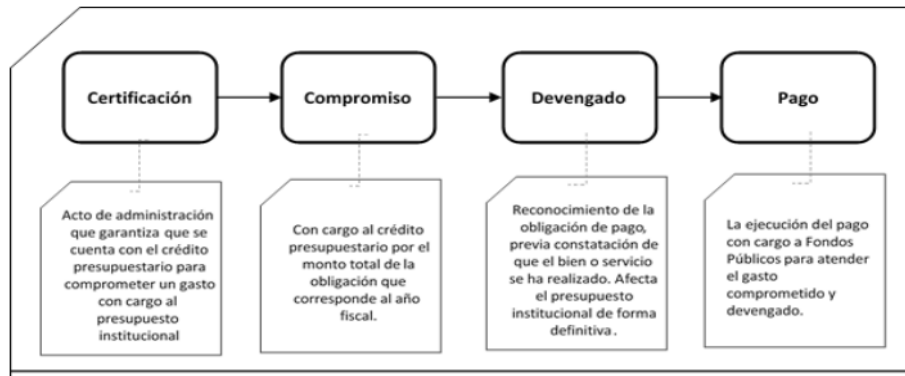 Certificación
Compromiso
Devengado
Pago
Acto de administración
que garantiza que se
cuenta con el crédito
presupuestario para
comprometer un gasto
con cargo al
presupuesto
institucional
Con cargo al crédito
presupuestario por el
monto total de la
obligación que
corresponde al año
fiscal.
Reconocimiento de la
obligación de pago,
previa constatación de
que el bien o servicio
se ha realizado. Afecta
el presupuesto
institucional de forma
definitiva.
La ejecución del pago
con cargo a Fondos
Públicos para atender
el gasto
comprometido y
devengado.